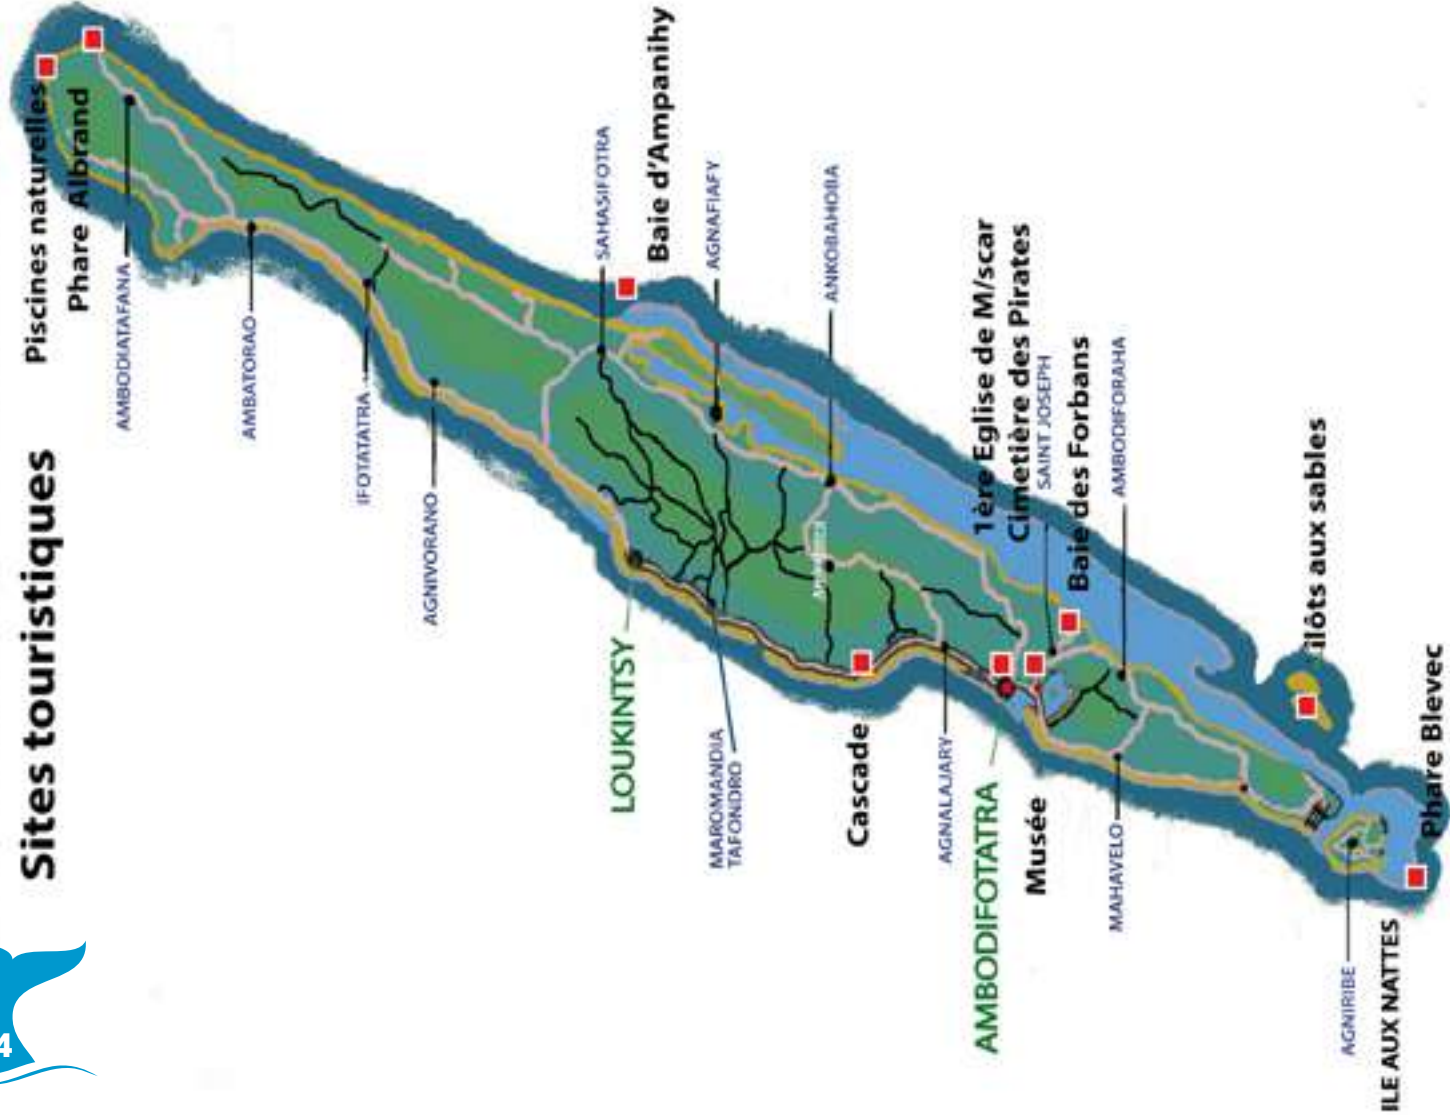 Sites touristiques
Piscines naturelles
Phare Albrand
AMBODIATAFANA
AMBATORAO
IFOTATATRA
AGNIVORANO
SAHASIFOTRA
Baie d'Ampanihy
AGNAFIAFY
ANKOBAHOBA
LOUKINTSY
MAROMANDIA
TAFONDRO
Cascade
AGNALAJARY
AMBODIFOTATRA
1ère Eglise de M/scar
Cimetière des Pirates
SAINT JOSEPH
Baie des Forbans
AMBODIFORAHA
Musée
MAHAVELO
ilôts aux sables
Phare Blevec
AGNIRIBE
ILE AUX NATTES
4